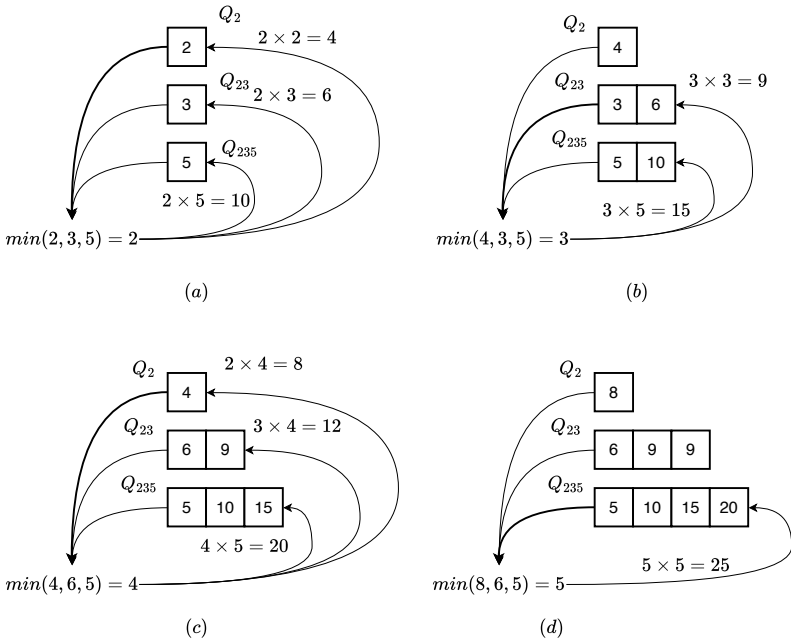 Q₂
2 × 2 = 4
2
Q₂₃
2 × 3 = 6
3
Q₂₃₅
5
2 × 5 = 10
min(2, 3, 5) = 2
(a)
Q₂
4
Q₂₃
3 × 3 = 9
3 6
Q₂₃₅
5 10
3 × 5 = 15
min(4, 3, 5) = 3
(b)
Q₂
2 × 4 = 8
4
Q₂₃
3 × 4 = 12
6 9
Q₂₃₅
5 10 15
4 × 5 = 20
min(4, 6, 5) = 4
(c)
Q₂
8
Q₂₃
6 9 9
Q₂₃₅
5 10 15 20
5 × 5 = 25
min(8, 6, 5) = 5
(d)